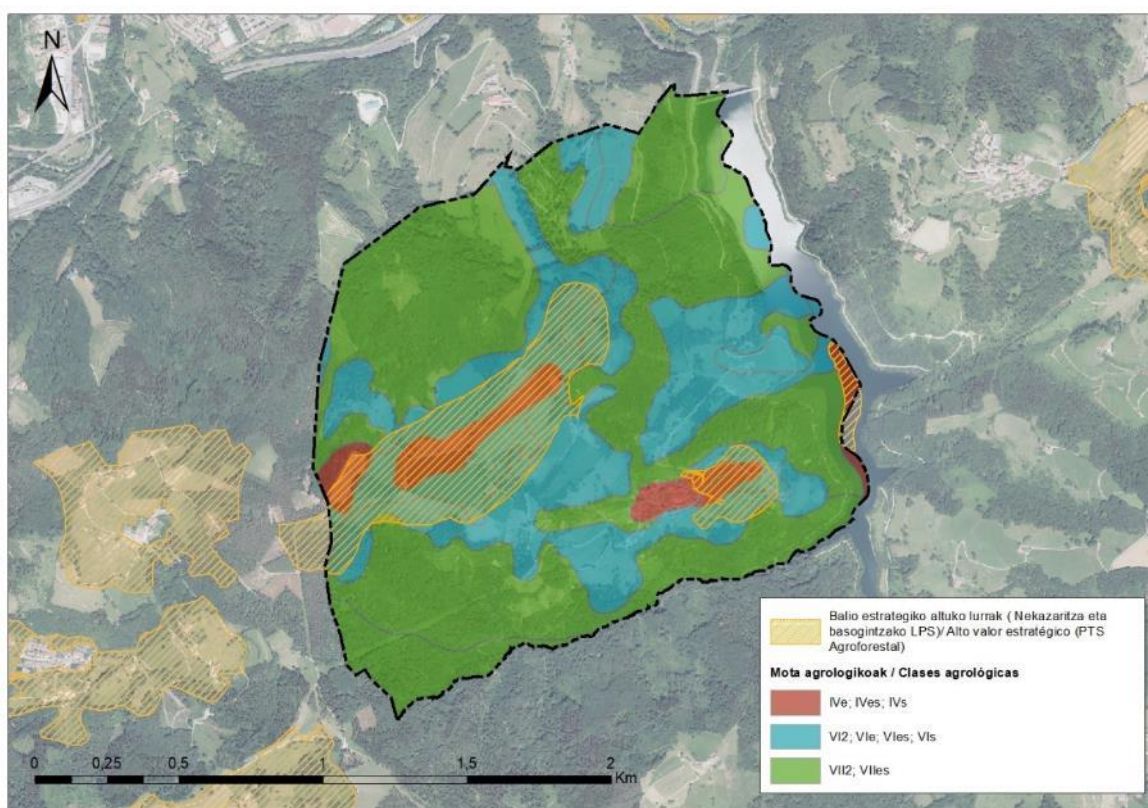 N
Balio estrategiko altuko lurrak ( Nekazaritza eta
basogintzako LPS)/ Alto valor estratégico (PTS
Agroforestal)
Mota agrologikoak / Clases agrológicas
IVe; IVes; IVs
VI2; VIe; VIes; VIs
VII2; VIIes
0 0,25 0,5 1 1,5 2
Km